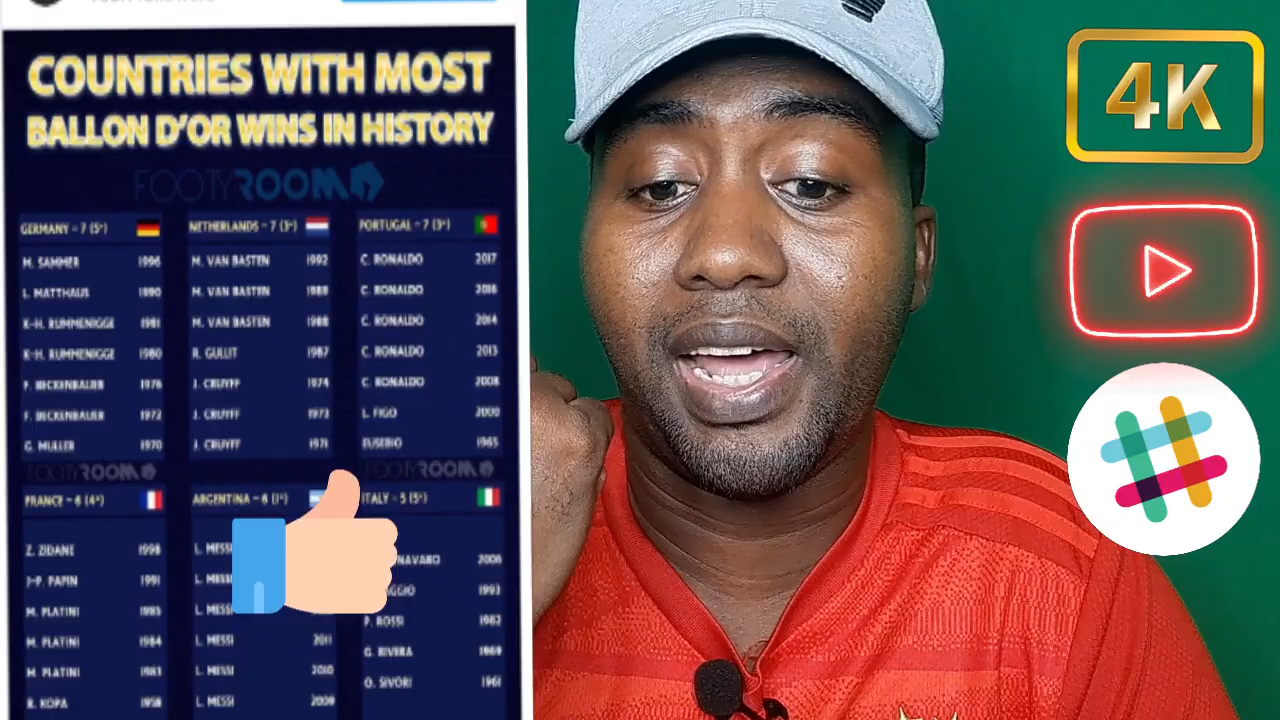 COUNTRIES WITH MOST
BALLON D'OR WINS IN HISTORY
FOOTYROOM
GERMANY - 7 (5*)
M. SAMMER 1996
L. MATTHAUS 1990
K-H. RUMMENIGGE 1981
K-H. RUMMENIGGE 1980
F. BECKENBAUER 1976
F. BECKENBAUER 1972
G. MULLER 1970
NETHERLANDS - 7 (3*)
M. VAN BASTEN 1992
M. VAN BASTEN 1989
M. VAN BASTEN 1988
R. GULLIT 1987
J. CRUYFF 1974
J. CRUYFF 1973
J. CRUYFF 1971
PORTUGAL - 7 (3*)
C. RONALDO 2017
C. RONALDO 2016
C. RONALDO 2014
C. RONALDO 2013
C. RONALDO 2008
L. FIGO 2000
EUSEBIO 1965
FOOTYROOM
FOOTYROOM
FRANCE - 6 (4*)
Z. ZIDANE 1998
J-P. PAPIN 1991
M. PLATINI 1985
M. PLATINI 1984
M. PLATINI 1983
R. KOPA 1958
ARGENTINA - 6 (1*)
L. MESSI
L. MESSI
L. MESSI
L. MESSI 2011
L. MESSI 2010
L. MESSI 2009
ITALY - 5 (5*)
NAVARO 2006
AGGIO 1993
P. ROSSI 1982
G. RIVERA 1969
O. SIVORI 1961
4K